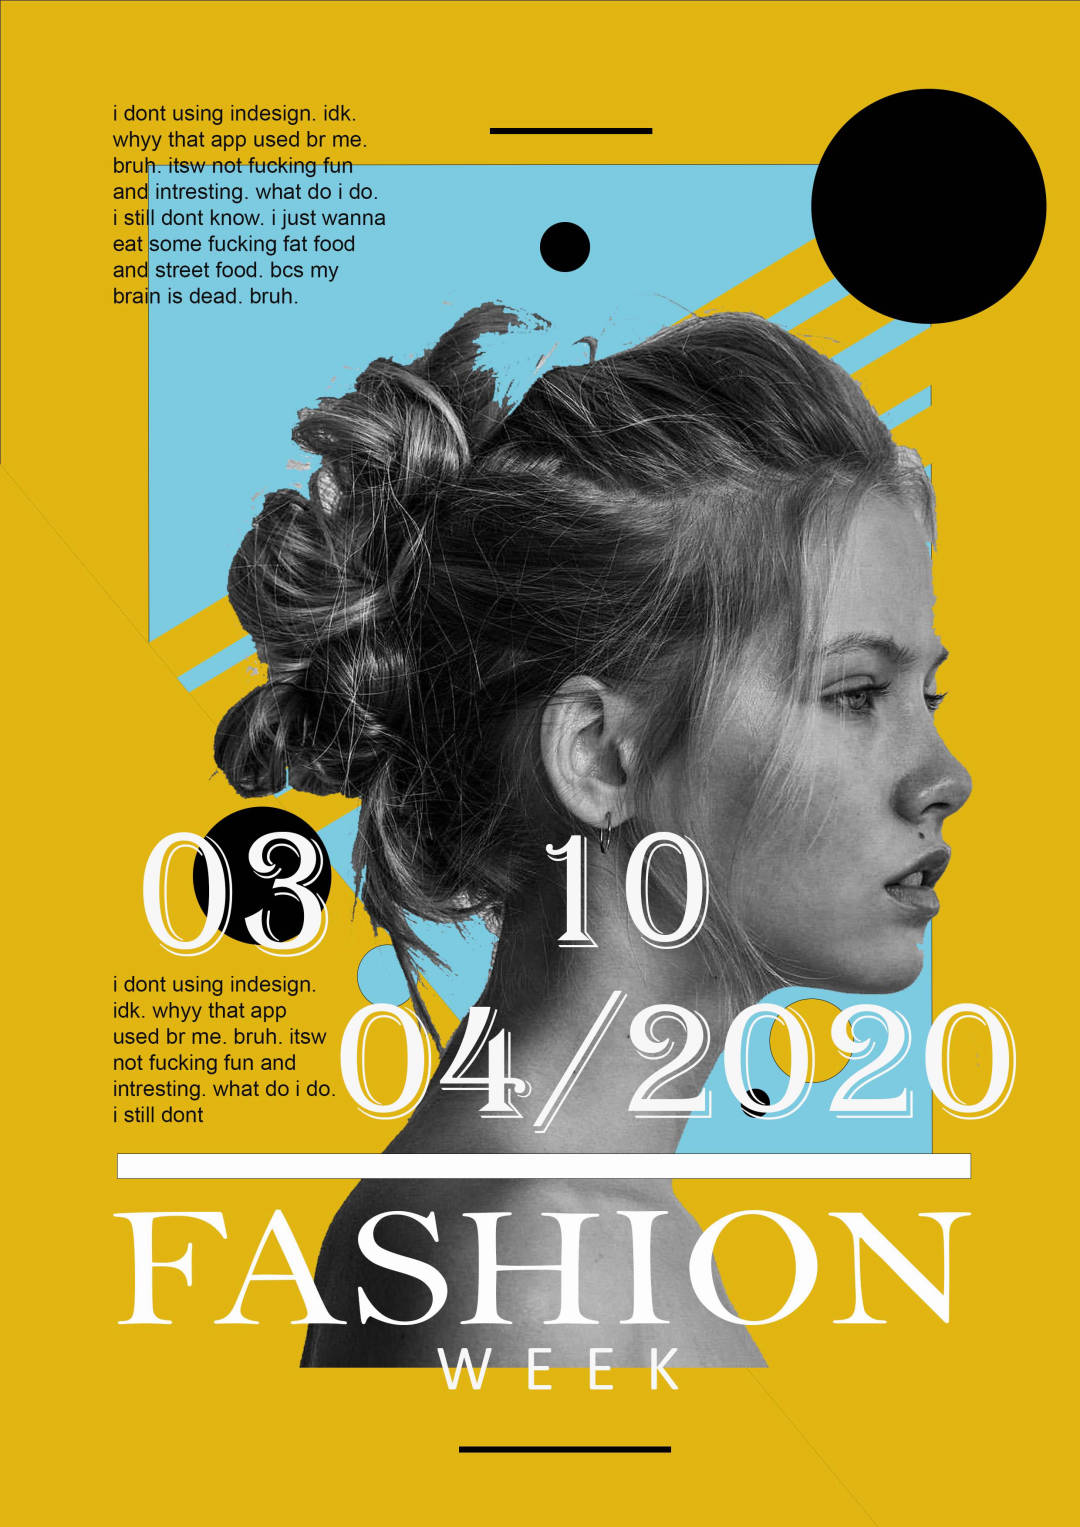 i dont using indesign. idk.
whyy that app used br me.
bruh. itsw not fucking fun
and intresting. what do i do.
i still dont know. i just wanna
eat some fucking fat food
and street food. bcs my
brain is dead. bruh.
03 10
04/2020
i dont using indesign.
idk. whyy that app
used br me. bruh. itsw
not fucking fun and
intresting. what do i do.
i still dont
FASHION
WEEK